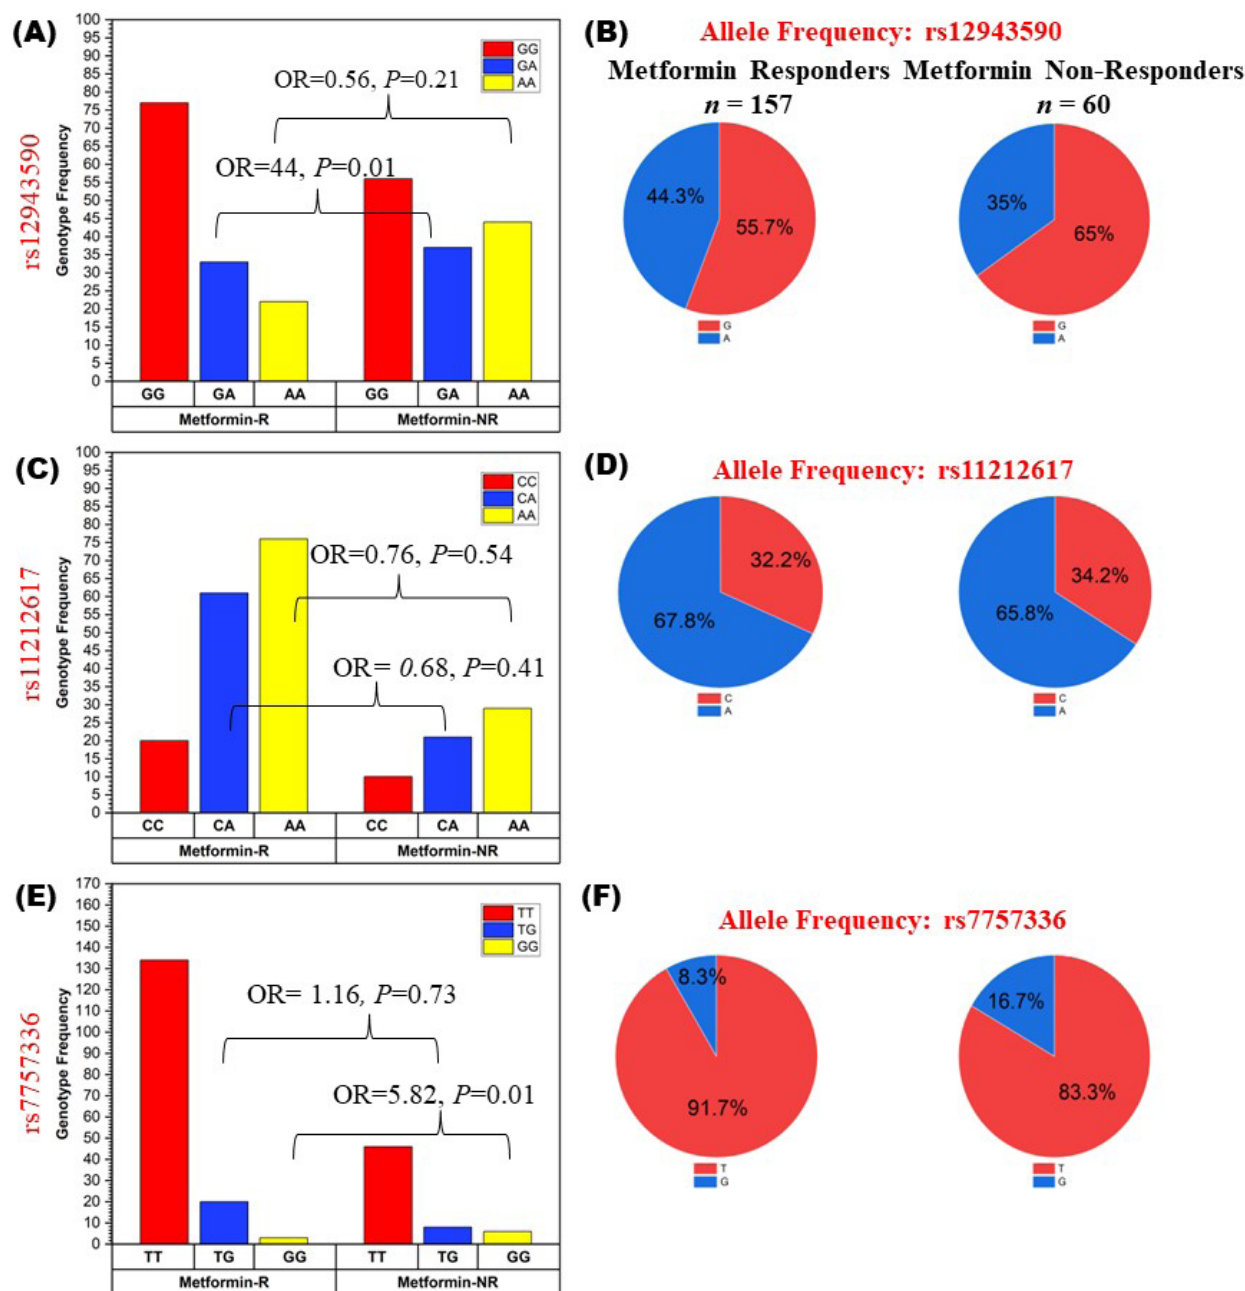 (A)
rs12943590
Genotype Frequency
100
95
90
85
80
75
70
65
60
55
50
45
40
35
30
25
20
15
10
5
0
GG
GA
AA
OR=0.56, P=0.21
OR=44, P=0.01
GG GA AA GG GA AA
Metformin-R Metformin-NR
(B)
Allele Frequency: rs12943590
Metformin Responders Metformin Non-Responders
n = 157 n = 60
44.3%
55.7%
G
A
35%
65%
G
A
(C)
rs11212617
Genotype Frequency
100
95
90
85
80
75
70
65
60
55
50
45
40
35
30
25
20
15
10
5
0
CC
CA
AA
OR=0.76, P=0.54
OR= 0.68, P=0.41
CC CA AA CC CA AA
Metformin-R Metformin-NR
(D)
Allele Frequency: rs11212617
32.2%
67.8%
C
A
34.2%
65.8%
C
A
(E)
rs7757336
Genotype Frequency
170
160
150
140
130
120
110
100
90
80
70
60
50
40
30
20
10
0
TT
TG
GG
OR= 1.16, P=0.73
OR=5.82, P=0.01
TT TG GG TT TG GG
Metformin-R Metformin-NR
(F)
Allele Frequency: rs7757336
8.3%
91.7%
T
G
16.7%
83.3%
T
G